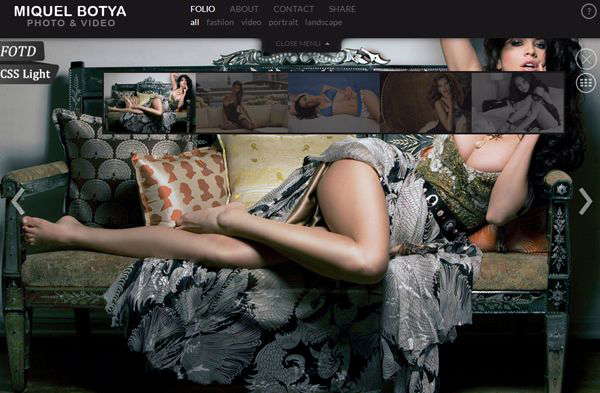 MIQUEL BOTYA
PHOTO & VIDEO
FOLIO ABOUT CONTACT SHARE
all fashion video portrait landscape
CLOSE MENU
?
FOTD
CSS Light